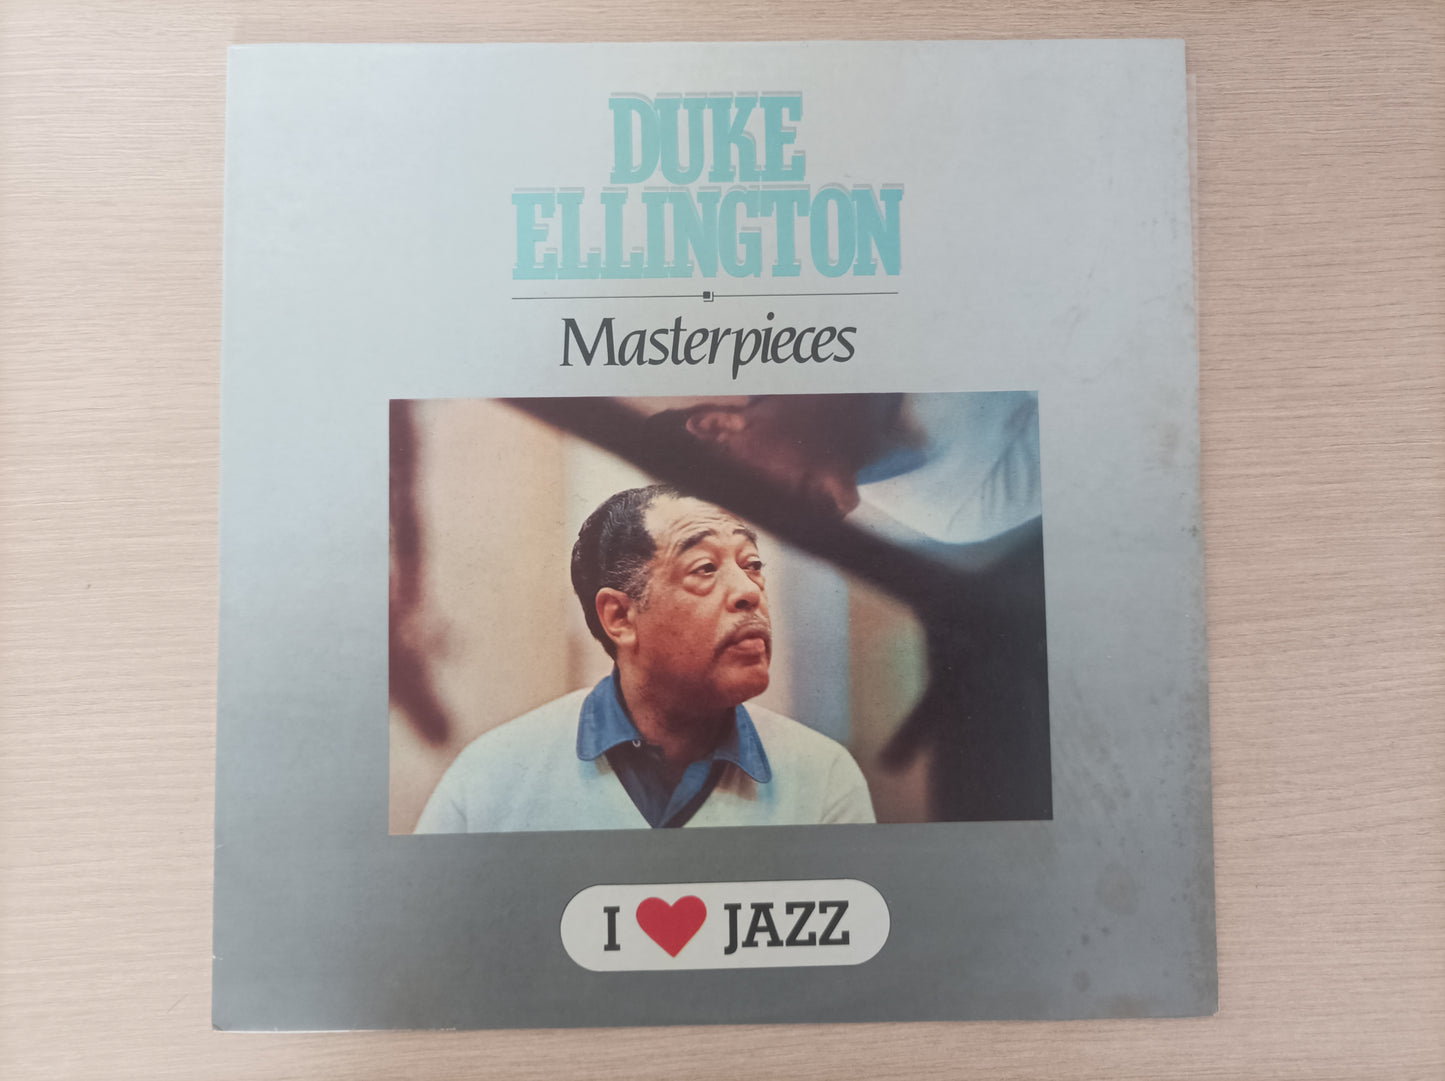 DUKE
ELLINGTON
Masterpieces
I ❤ JAZZ